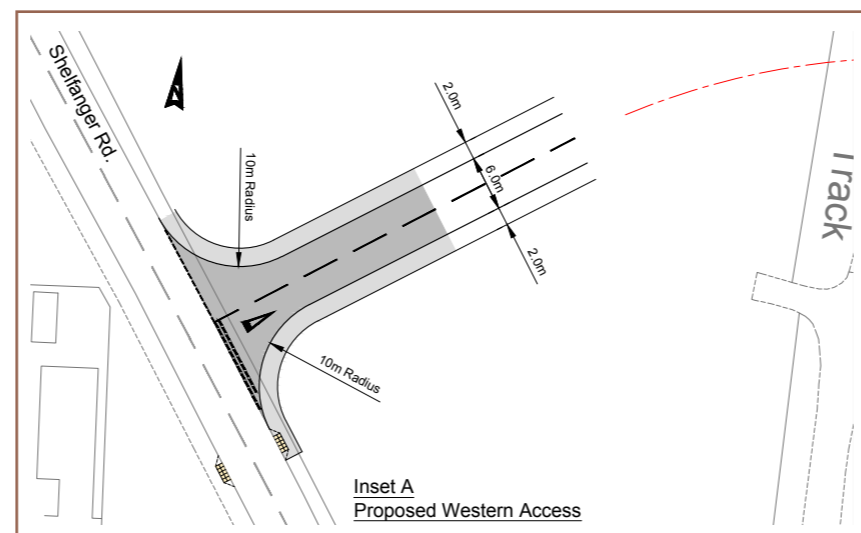 Shelfanger Rd.
10m Radius
2.0m
6.0m
2.0m
10m Radius
Track
Inset A
Proposed Western Access